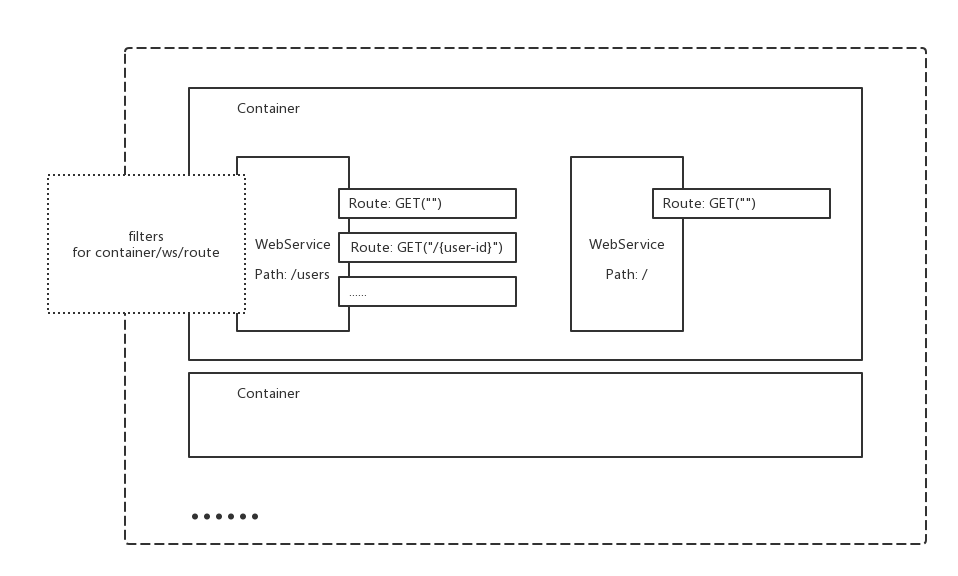 Container
filters
for container/ws/route
WebService
Path: /users
Route: GET("")
Route: GET("/{user-id}")
......
WebService
Path: /
Route: GET("")
Container
......